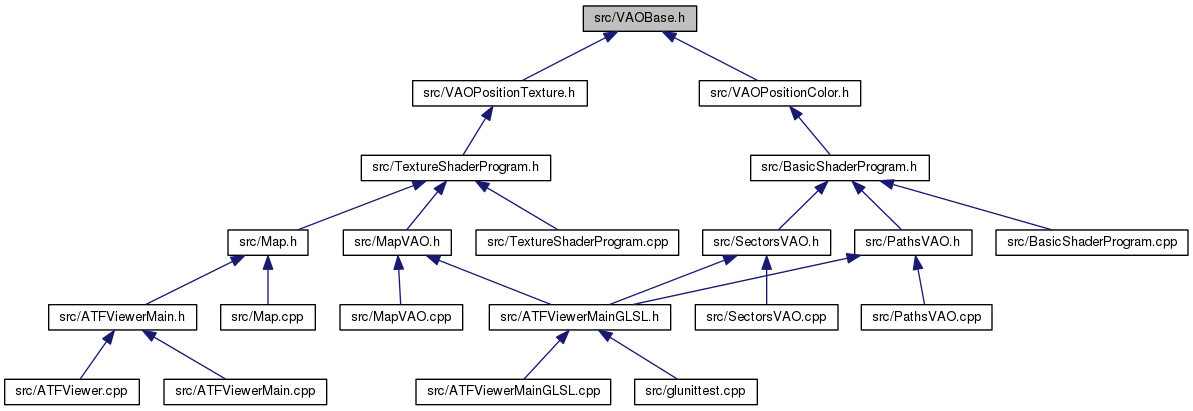 src/VAOBase.h
src/VAOPositionTexture.h
src/VAOPositionColor.h
src/TextureShaderProgram.h
src/BasicShaderProgram.h
src/Map.h
src/MapVAO.h
src/TextureShaderProgram.cpp
src/SectorsVAO.h
src/PathsVAO.h
src/BasicShaderProgram.cpp
src/ATFViewerMain.h
src/Map.cpp
src/MapVAO.cpp
src/ATFViewerMainGLSL.h
src/SectorsVAO.cpp
src/PathsVAO.cpp
src/ATFViewer.cpp
src/ATFViewerMain.cpp
src/ATFViewerMainGLSL.cpp
src/glunittest.cpp